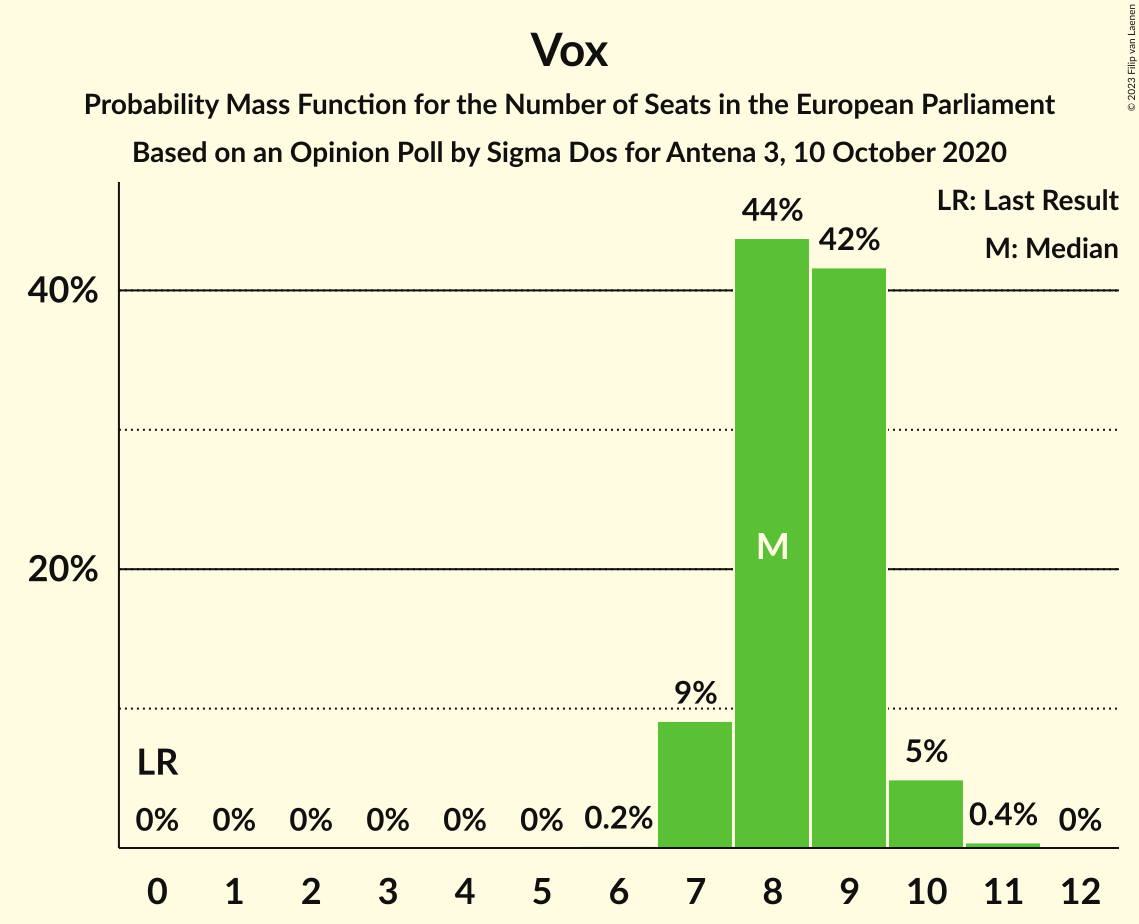 Vox
Probability Mass Function for the Number of Seats in the European Parliament
Based on an Opinion Poll by Sigma Dos for Antena 3, 10 October 2020
© 2023 Filip van Laenen
LR: Last Result
M: Median
44%
42%
40%
20%
M
9%
5%
LR
0% 0% 0% 0% 0% 0% 0.2% 0.4% 0%
0 1 2 3 4 5 6 7 8 9 10 11 12